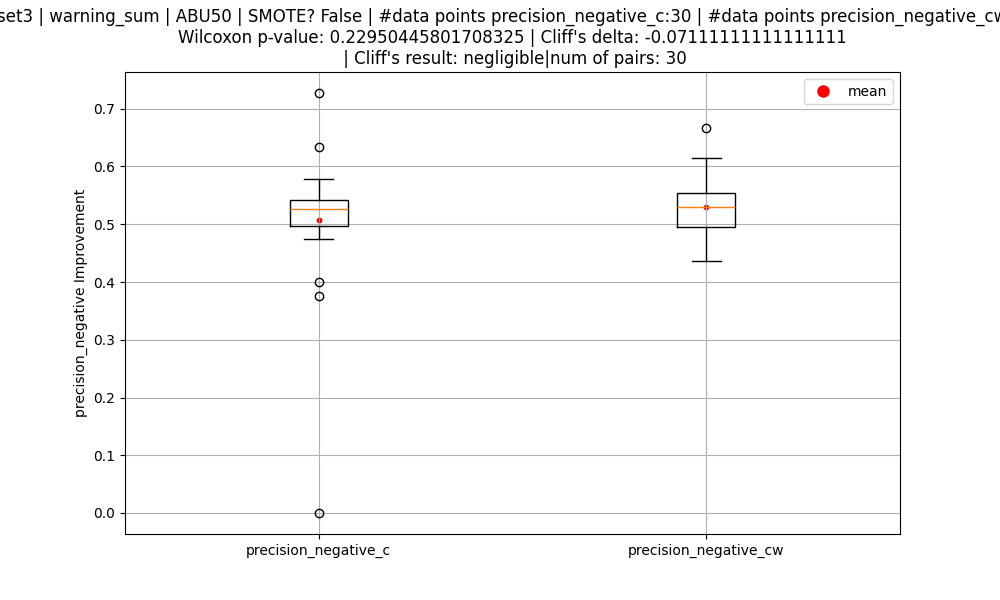 set3 | warning_sum | ABU50 | SMOTE? False | #data points precision_negative_c:30 | #data points precision_negative_cw
Wilcoxon p-value: 0.22950445801708325 | Cliff's delta: -0.07111111111111111
| Cliff's result: negligible|num of pairs: 30
mean
0.7
0.6
0.5
0.4
0.3
0.2
0.1
0.0
precision_negative Improvement
precision_negative_c
precision_negative_cw